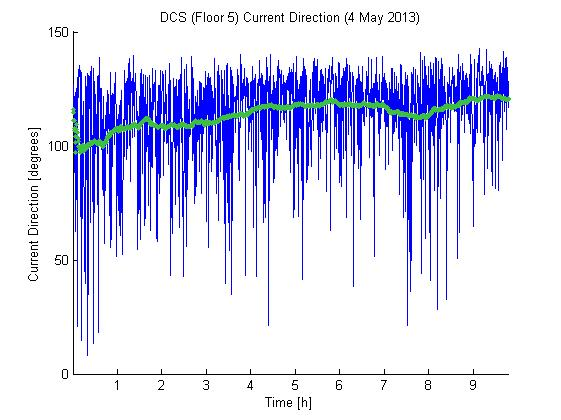 DCS (Floor 5) Current Direction (4 May 2013)
150
100
50
0
Current Direction [degrees]
1 2 3 4 5 6 7 8 9
Time [h]